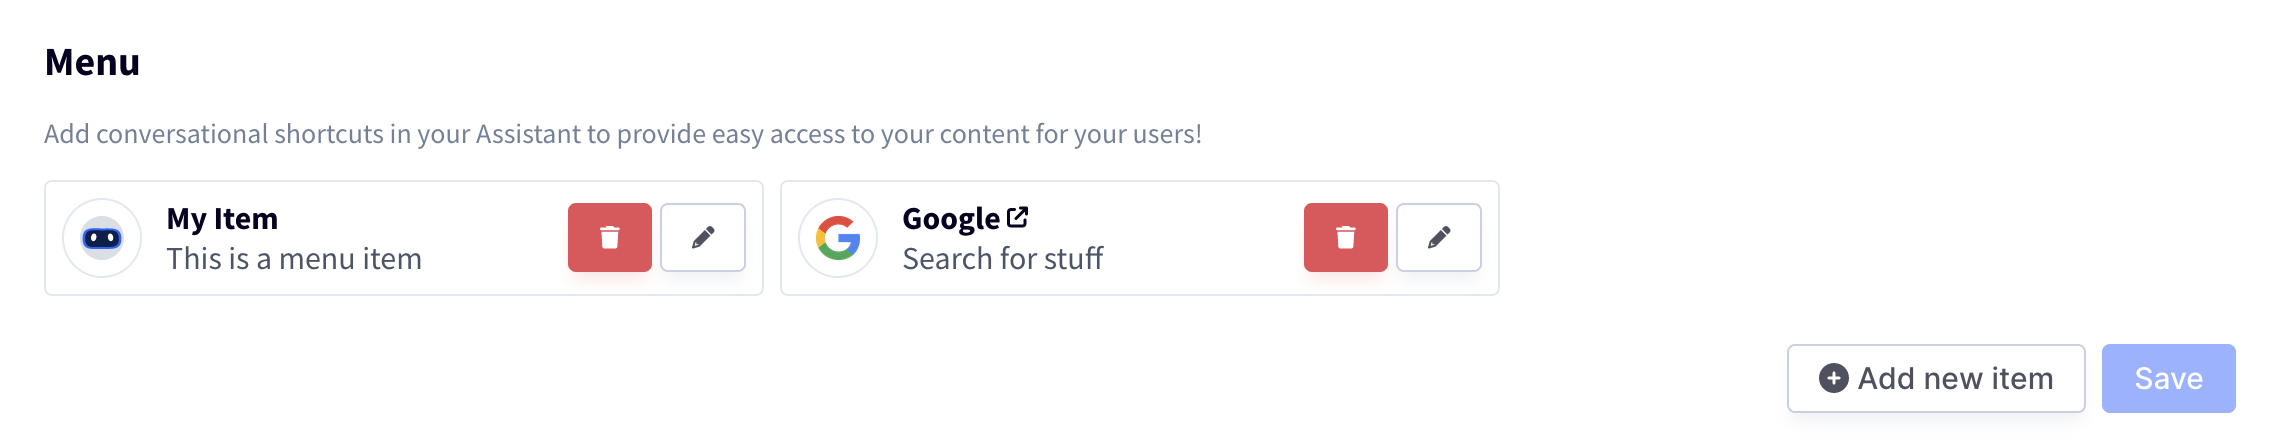 Menu
Add conversational shortcuts in your Assistant to provide easy access to your content for your users!
My Item
This is a menu item
Google
Search for stuff
Add new item
Save